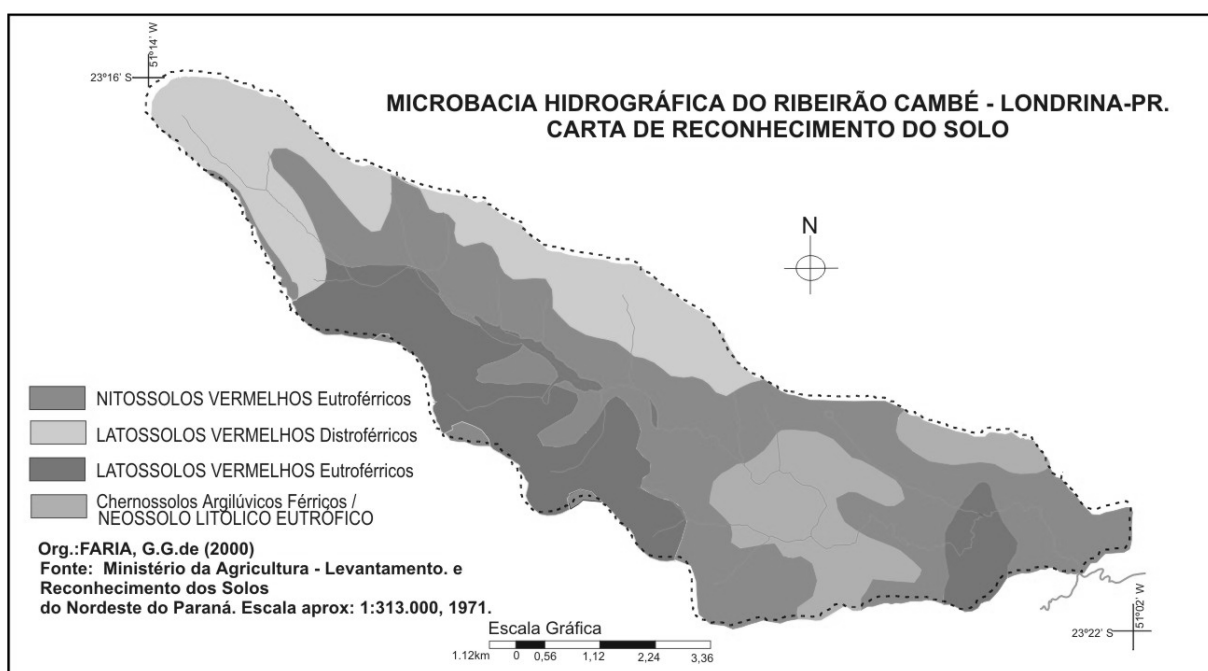 51º14' W
23º16' S
MICROBACIA HIDROGRÁFICA DO RIBEIRÃO CAMBÉ - LONDRINA-PR.
CARTA DE RECONHECIMENTO DO SOLO
N
NITOSSOLOS VERMELHOS Eutroférricos
LATOSSOLOS VERMELHOS Distroférricos
LATOSSOLOS VERMELHOS Eutroférricos
Chernossolos Argilúvicos Férricos /
NEOSSOLO LITÓLICO EUTRÓFICO
Org.:FARIA, G.G.de (2000)
Fonte: Ministério da Agricultura - Levantamento. e
Reconhecimento dos Solos
do Nordeste do Paraná. Escala aprox: 1:313.000, 1971.
Escala Gráfica
1.12km 0 0,56 1,12 2,24 3,36
23º22' S
51º02' W